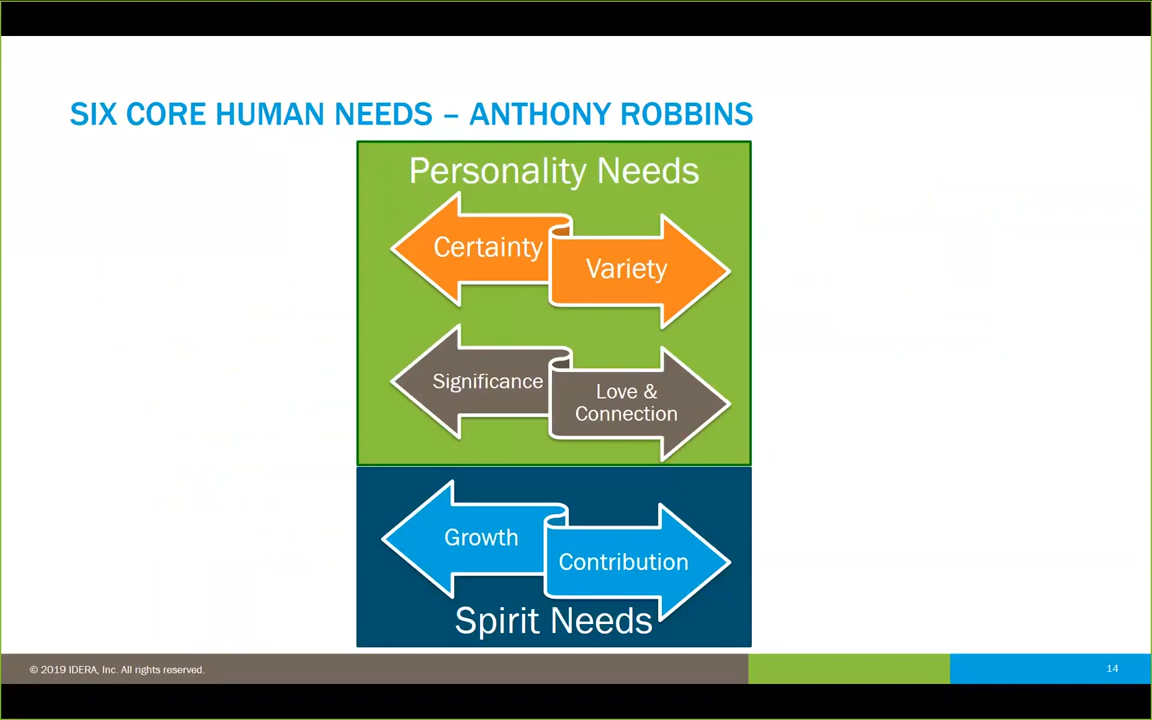 SIX CORE HUMAN NEEDS – ANTHONY ROBBINS
Personality Needs
Certainty
Variety
Significance
Love &
Connection
Growth
Contribution
Spirit Needs
© 2019 IDERA, Inc. All rights reserved.
14